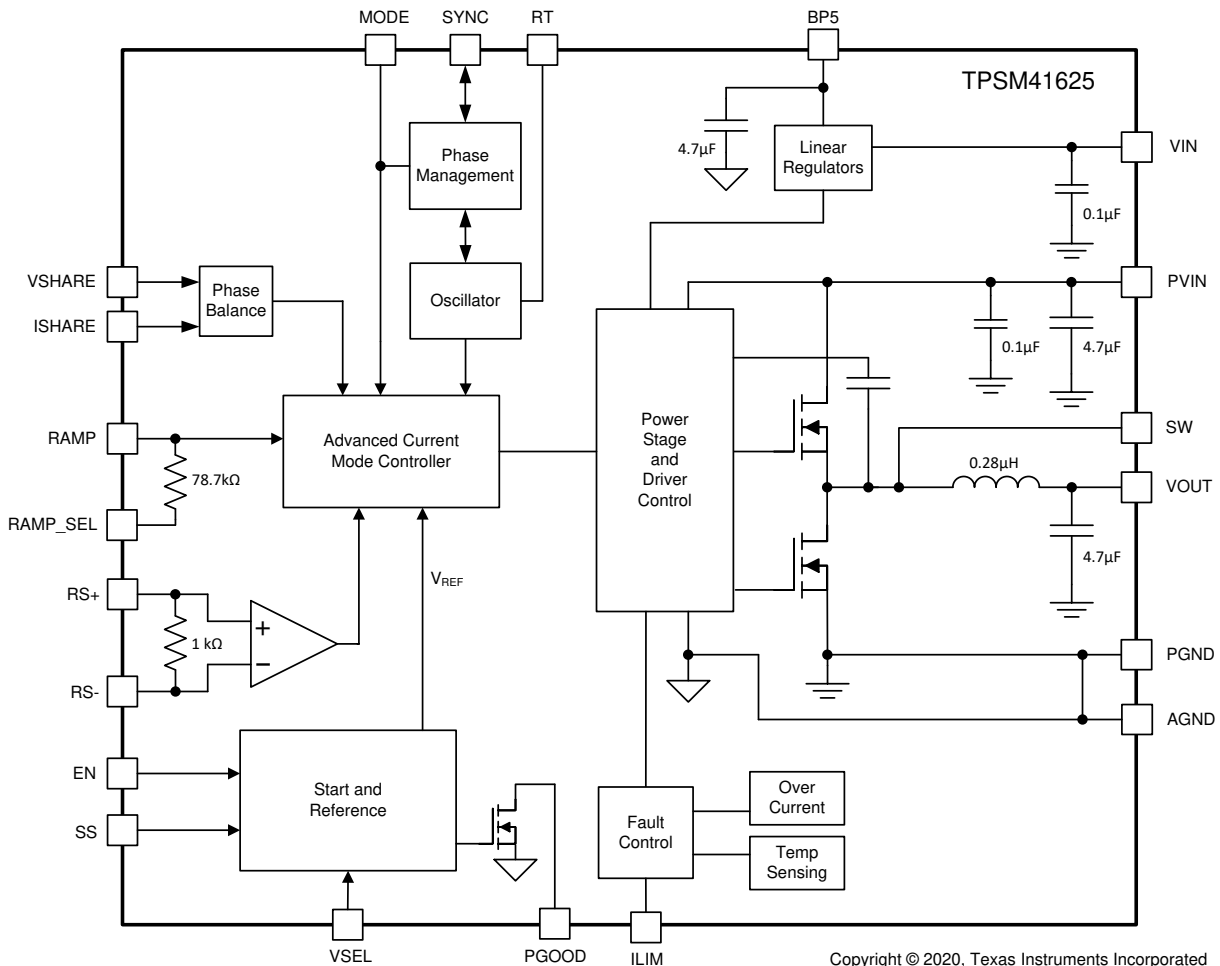 MODE SYNC RT BP5
TPSM41625
4.7µF
Linear
Regulators
VIN
0.1µF
Phase
Management
VSHARE
ISHARE
Phase
Balance
Oscillator
PVIN
0.1µF
4.7µF
RAMP
78.7kΩ
RAMP_SEL
Advanced Current
Mode Controller
Power
Stage
and
Driver
Control
SW
0.28µH
VOUT
4.7µF
RS+
1 kΩ
RS-
+
−
VREF
PGND
AGND
EN
SS
Start and
Reference
Fault
Control
Over
Current
Temp
Sensing
VSEL PGOOD ILIM
Copyright © 2020, Texas Instruments Incorporated